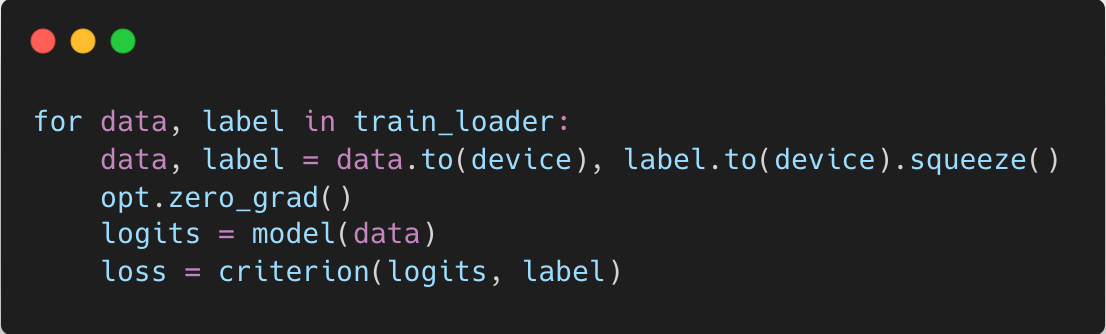 for data, label in train_loader:
    data, label = data.to(device), label.to(device).squeeze()
    opt.zero_grad()
    logits = model(data)
    loss = criterion(logits, label)